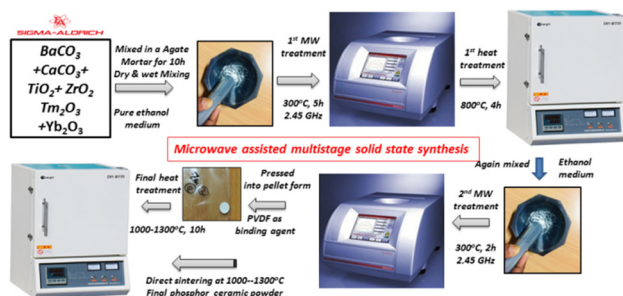 SIGMA-ALDRICH
BaCO3
+CaCO3+
TiO2+ ZrO2
Tm2O3
+Yb2O3
Mixed in a Agate
Mortar for 10h
Dry & wet Mixing
Pure ethanol
medium
1st MW
treatment
300°C, 5h
2.45 GHz
1st heat
treatment
800°C, 4h
Microwave assisted multistage solid state synthesis
Again mixed
Ethanol
medium
2nd MW
treatment
300°C, 2h
2.45 GHz
Pressed
into pellet form
PVDF as
binding agent
Final heat
treatment
1000-1300°C, 10h
Direct sintering at 1000--1300°C
Final phosphor ceramic powder